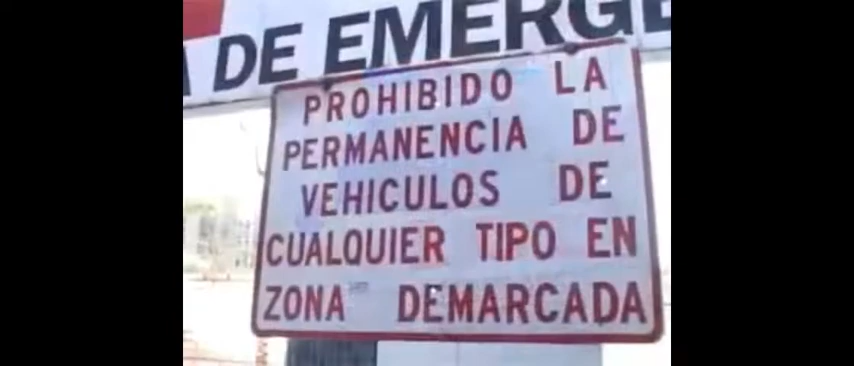 A DE EMERGE
PROHIBIDO LA
PERMANENCIA DE
VEHICULOS DE
CUALQUIER TIPO EN
ZONA DEMARCADA